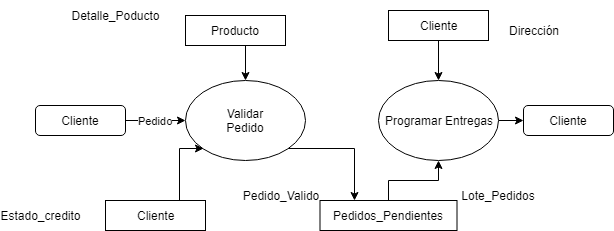 Detalle_Poducto
Producto
Cliente
Dirección
Cliente
Pedido
Validar
Pedido
Programar Entregas
Cliente
Pedido_Valido
Lote_Pedidos
Estado_credito
Cliente
Pedidos_Pendientes